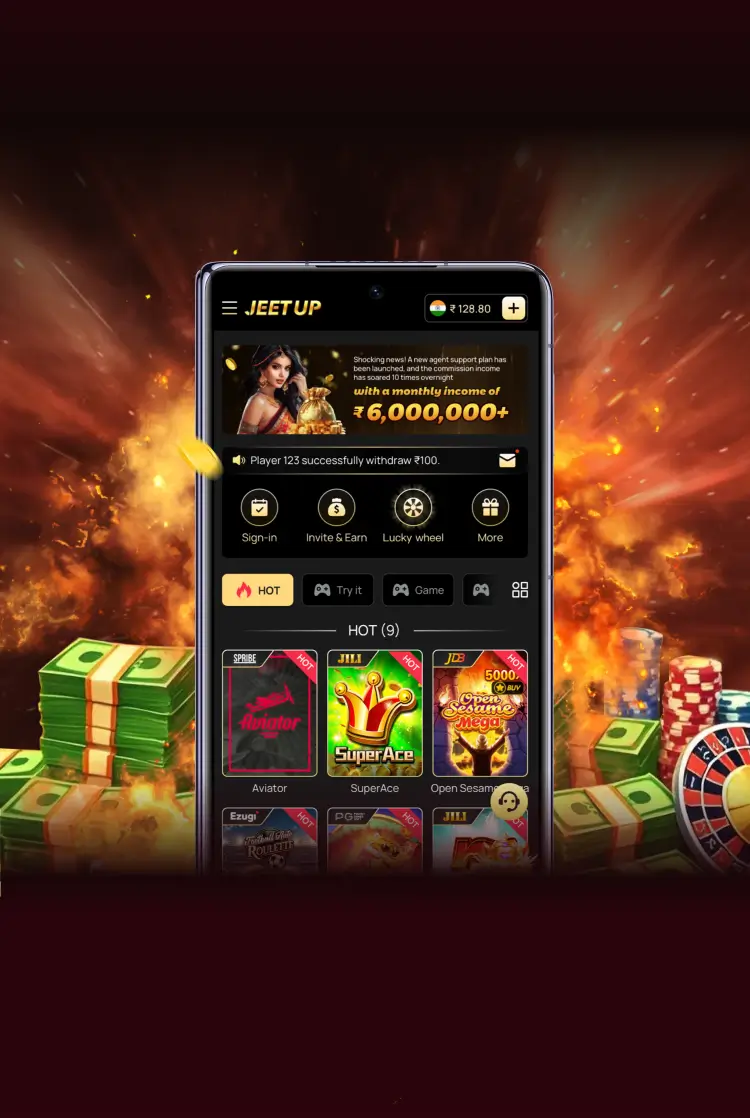 JEETUP
₹ 128.80
Shocking news! A new agent support plan has
been launched, and the commission income
has soared 10 times overnight
with a monthly income of
₹6,000,000+
Player 123 successfully withdraw ₹100.
Sign-in
Invite & Earn
Lucky wheel
More
HOT
Try it
Game
HOT (9)
SPRIBE
HOT
Aviator
JILI
HOT
SuperAce
JDB
HOT
5000
BUY
Open
Sesame
Mega
Aviator
SuperAce
Open Sesame
Ezugi
HOT
Football Auto
ROULETTE
PG
HOT
JILI
HOT